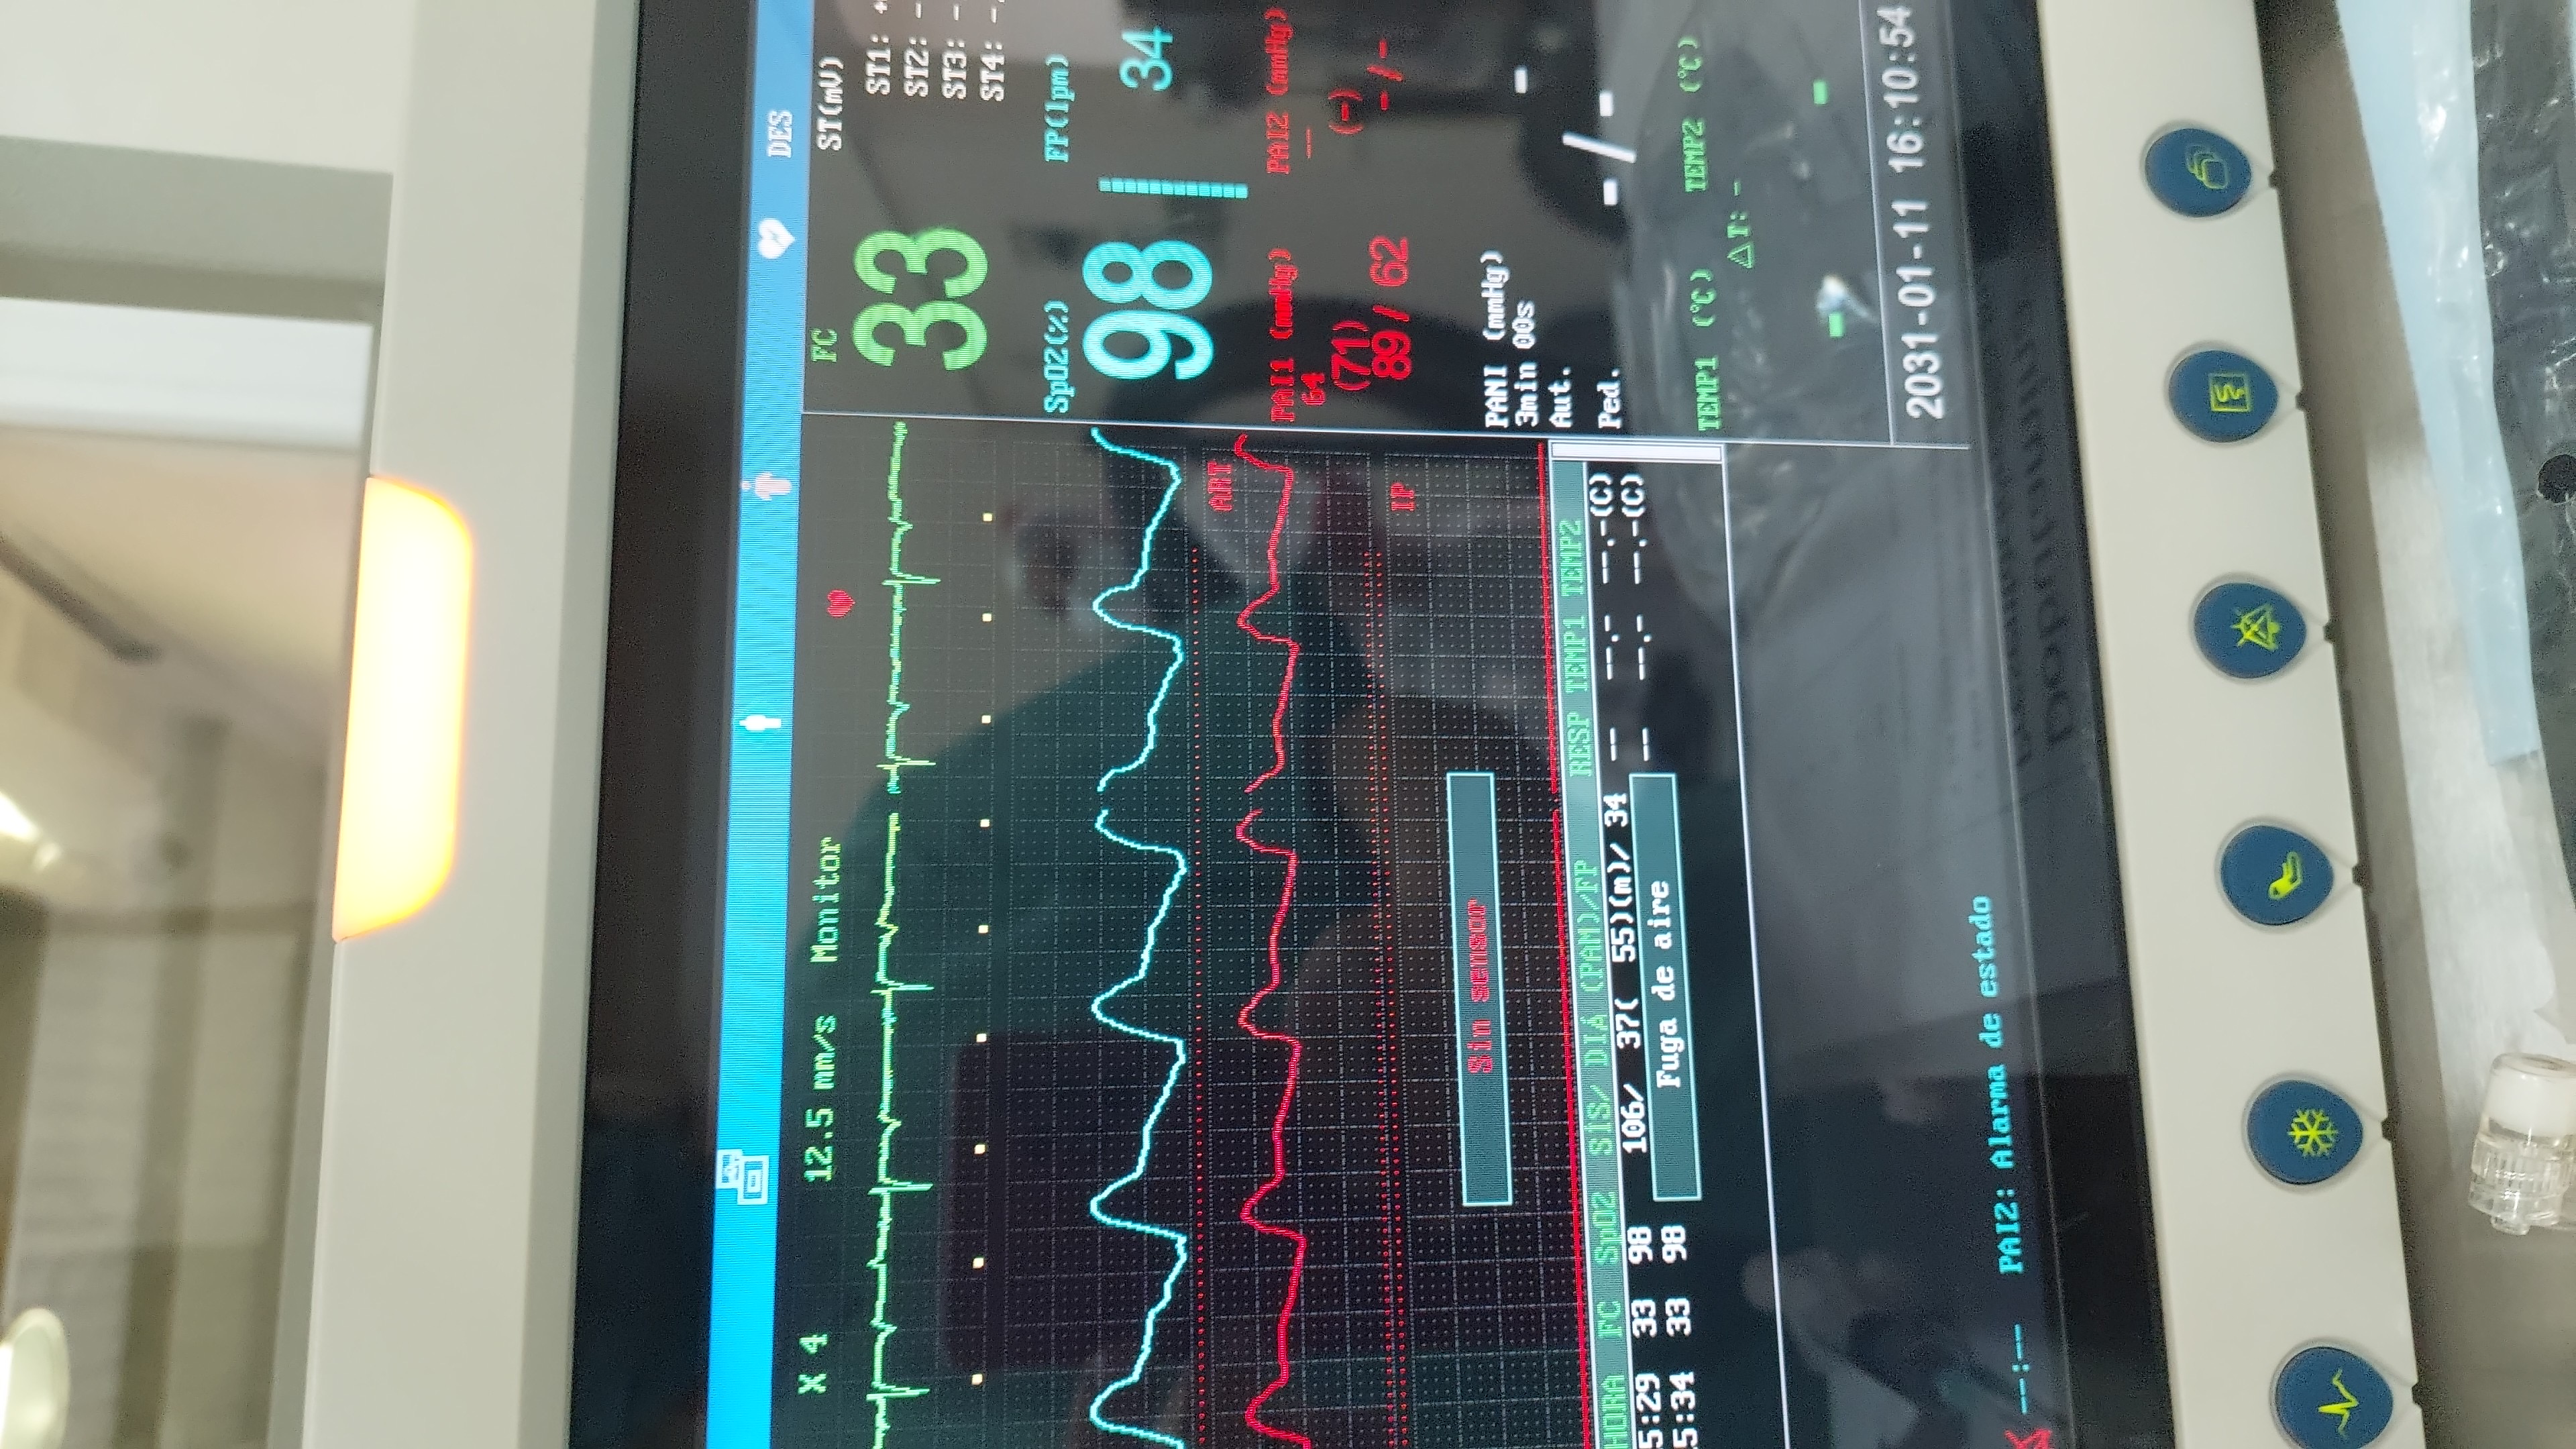 DES
X 4 12.5 mm/s Monitor
FC ST(mV)
33
ST1: +
ST2: -
ST3: -
ST4: -
SpO2(%) FP(lpm)
98 34
ART
PAI1 (mmHg) PAI2 (mmHg)
64 --
(71) (-)
89 / 62 -/-
IP
Sin sensor
PANI (mmHg)
3min 00s -
Aut.
Ped. -/-
HORA FC SpO2 SÍS/ DIÁ (PAM)/FP RESP TEMP1 TEMP2
5:29 33 98 106/ 37( 55)(m)/ 34 -- --.- --.-(C)
5:34 33 98 -- --.- --.-(C)
Fuga de aire
TEMP1 (°C) TEMP2 (°C)
ΔT: -
- -
2031-01-11 16:10:54
--:-- PAI2: Alarma de estado